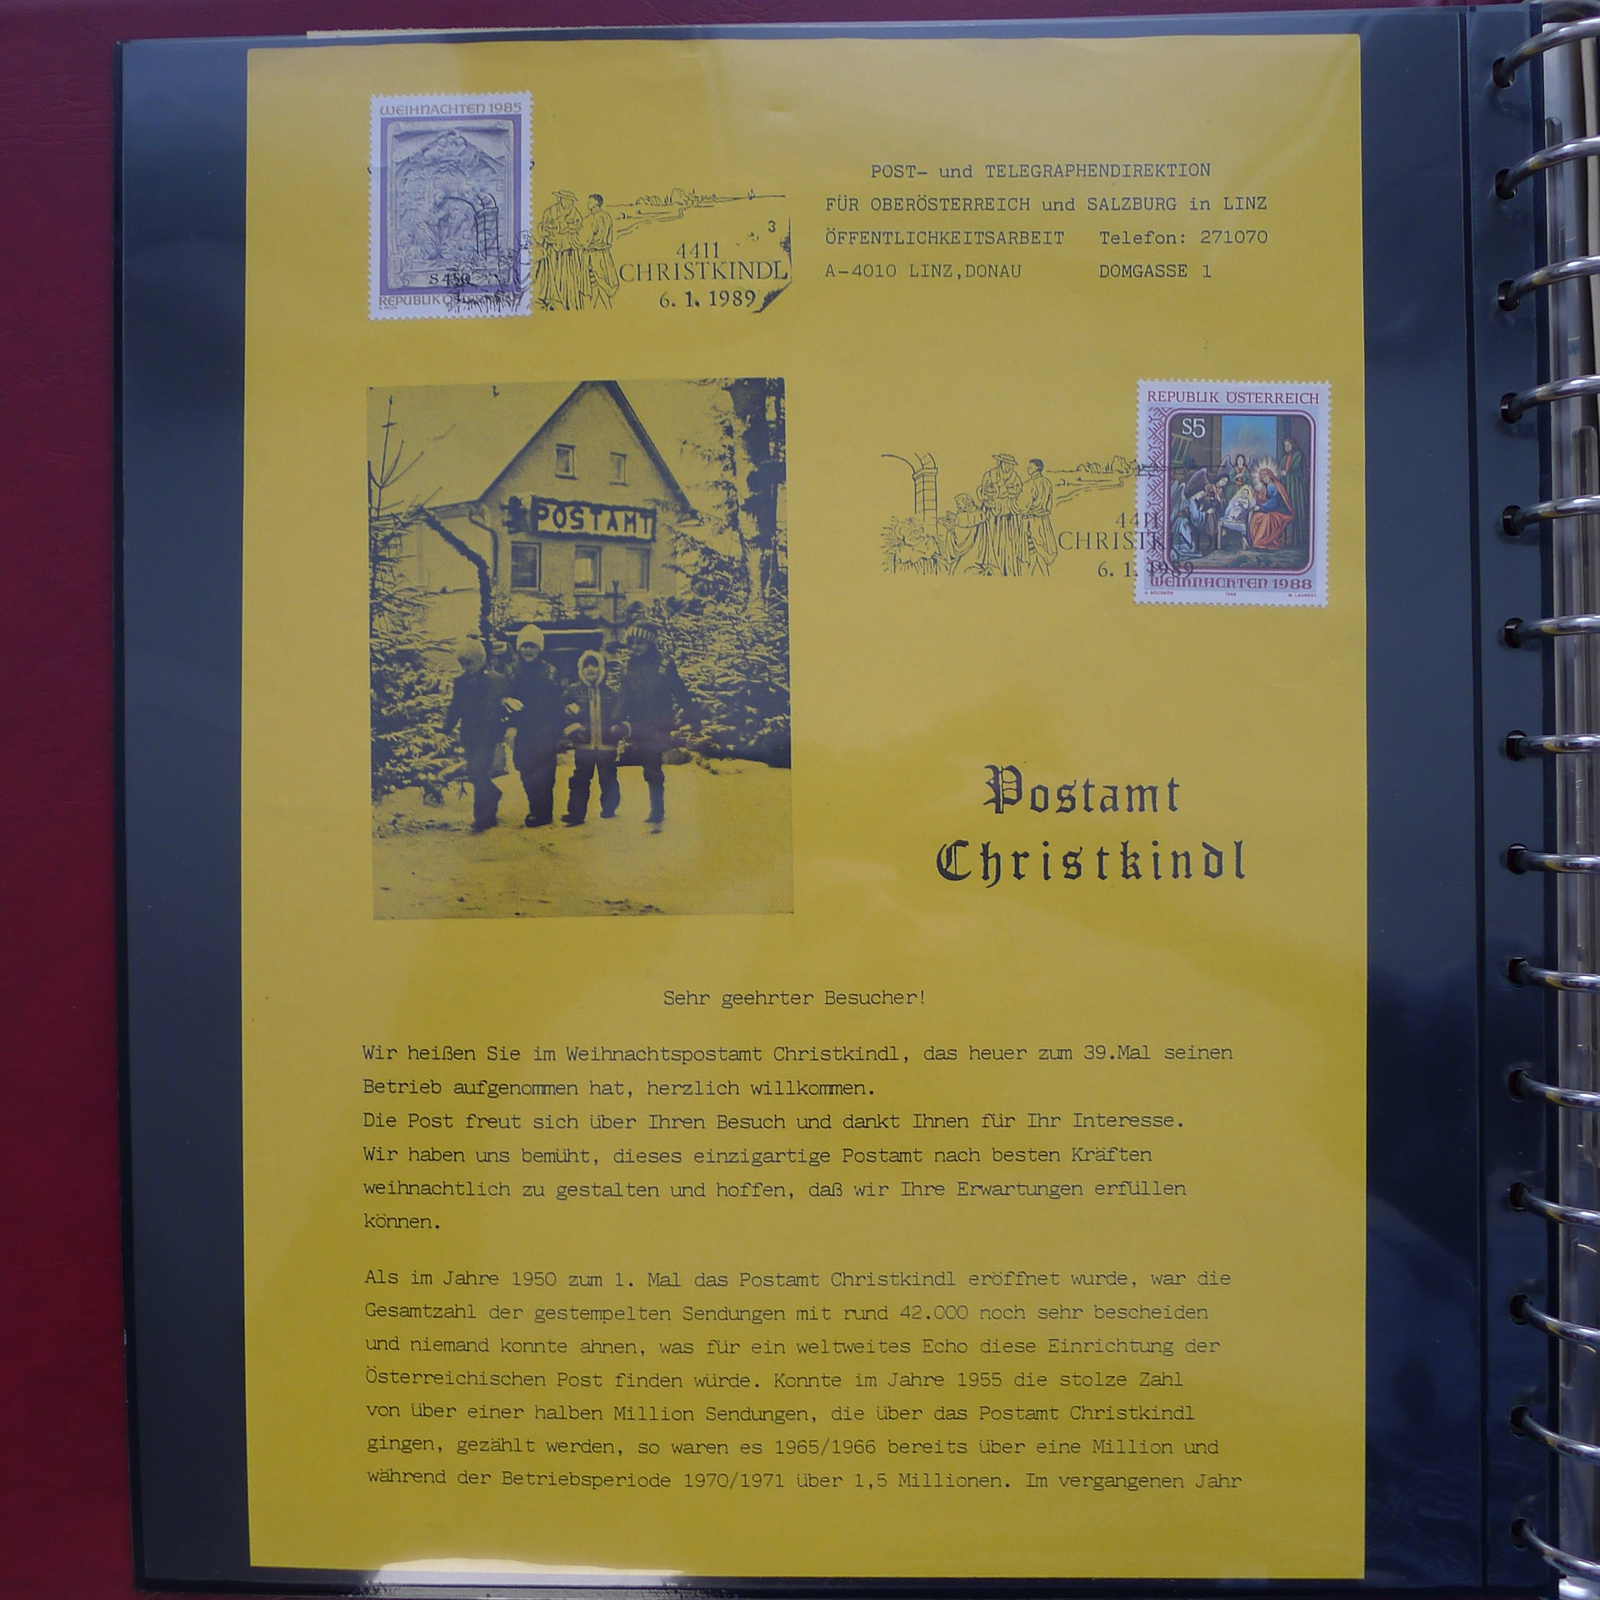 WEIHNACHTEN 1985
S 4.50
REPUBLIK ÖSTERREICH
3
4411
CHRISTKINDL
6. 1. 1989
POST- und TELEGRAPHENDIREKTION
FÜR OBERÖSTERREICH und SALZBURG in LINZ
ÖFFENTLICHKEITSARBEIT Telefon: 271070
A-4010 LINZ,DONAU DOMGASSE 1
REPUBLIK ÖSTERREICH
S5
4411
CHRISTKINDL
6. 1. 1989
WEIHNACHTEN 1988
POSTAMT
Postamt
Christkindl
Sehr geehrter Besucher!
Wir heißen Sie im Weihnachtspostamt Christkindl, das heuer zum 39.Mal seinen
Betrieb aufgenommen hat, herzlich willkommen.
Die Post freut sich über Ihren Besuch und dankt Ihnen für Ihr Interesse.
Wir haben uns bemüht, dieses einzigartige Postamt nach besten Kräften
weihnachtlich zu gestalten und hoffen, daß wir Ihre Erwartungen erfüllen
können.
Als im Jahre 1950 zum 1. Mal das Postamt Christkindl eröffnet wurde, war die
Gesamtzahl der gestempelten Sendungen mit rund 42.000 noch sehr bescheiden
und niemand konnte ahnen, was für ein weltweites Echo diese Einrichtung der
Österreichischen Post finden würde. Konnte im Jahre 1955 die stolze Zahl
von über einer halben Million Sendungen, die über das Postamt Christkindl
gingen, gezählt werden, so waren es 1965/1966 bereits über eine Million und
während der Betriebsperiode 1970/1971 über 1,5 Millionen. Im vergangenen Jahr